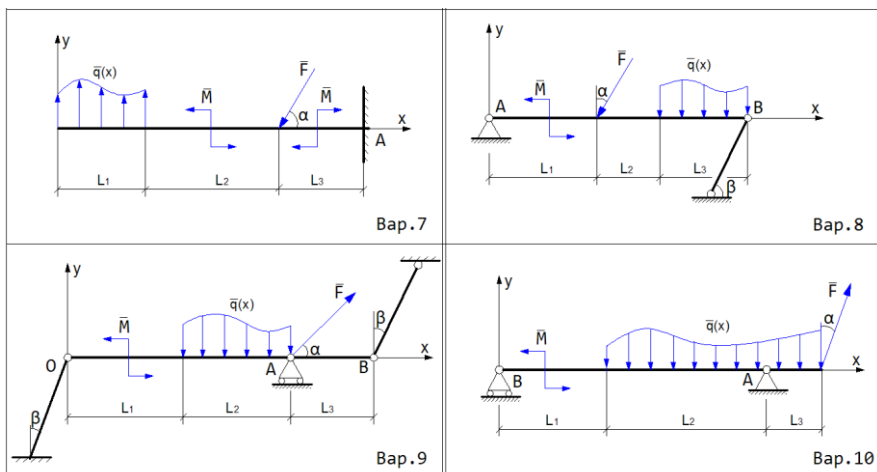 y
q̅(x)
M̅
F̅
α
M̅
x
A
L₁
L₂
L₃
Вар.7
y
A
M̅
α
F̅
q̅(x)
B
x
β
L₁
L₂
L₃
Вар.8
y
O
M̅
q̅(x)
F̅
α
A
β
B
x
β
L₁
L₂
L₃
Вар.9
y
B
M̅
q̅(x)
F̅
α
A
x
L₁
L₂
L₃
Вар.10